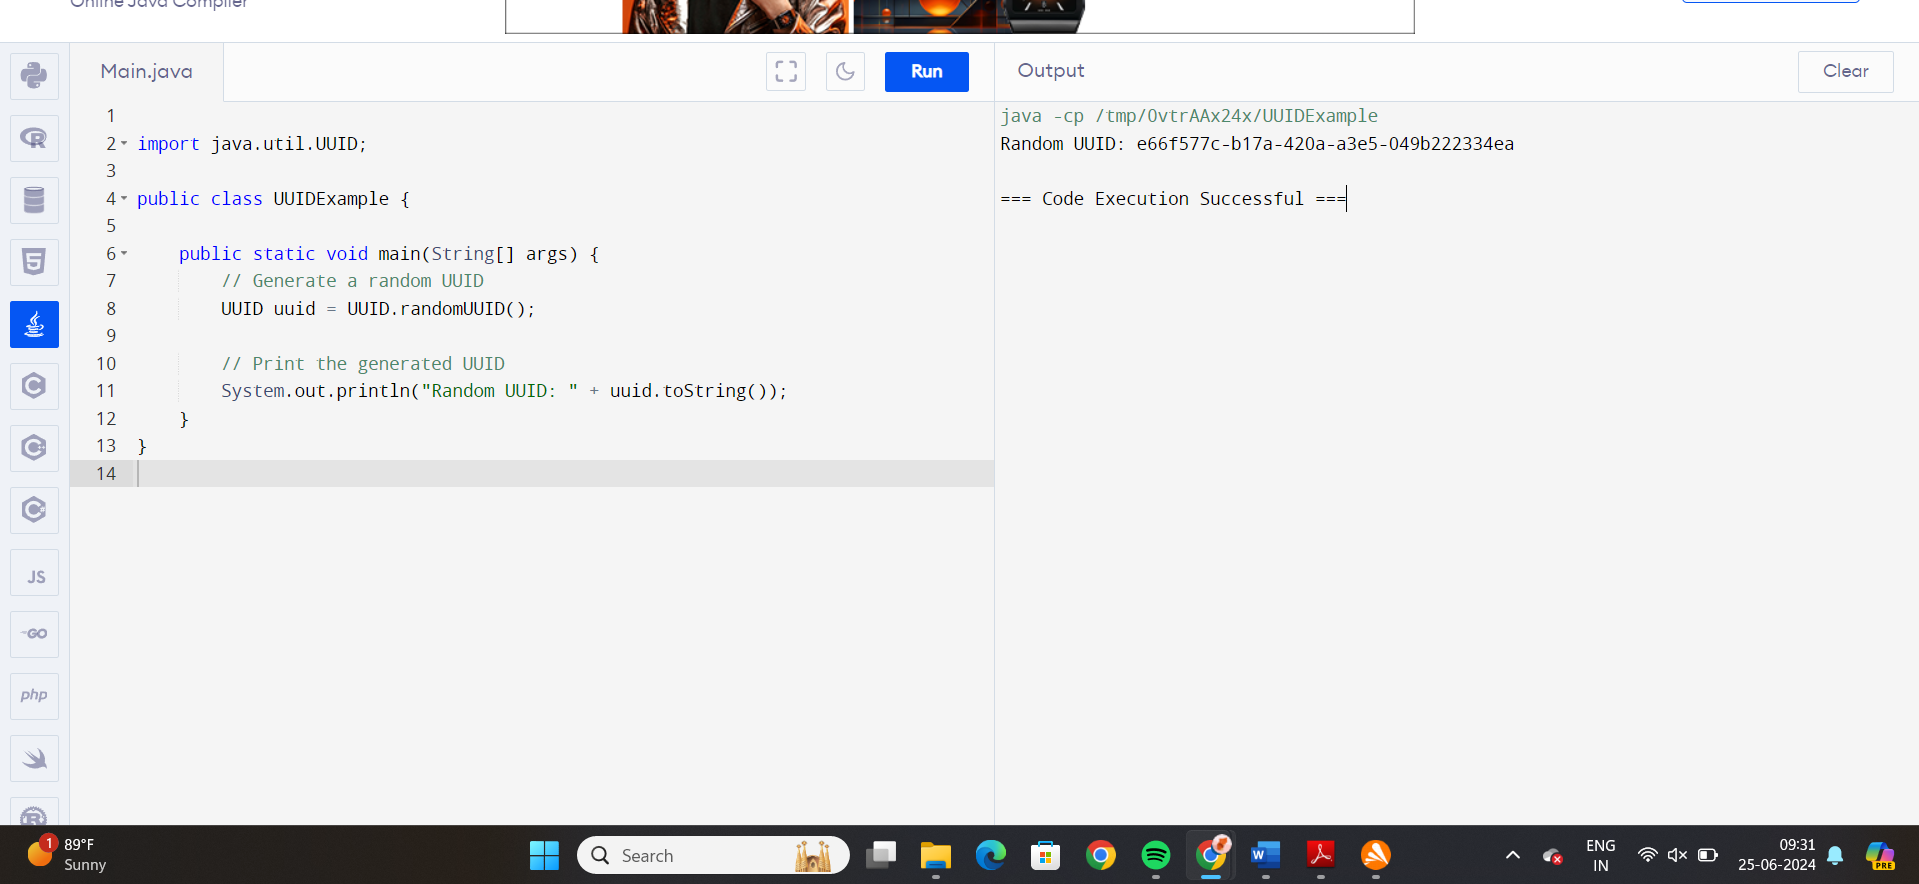 Online Java Compiler
Main.java
Run
Output
Clear
1
2 import java.util.UUID;
3
4 public class UUIDExample {
5
6 public static void main(String[] args) {
7 // Generate a random UUID
8 UUID uuid = UUID.randomUUID();
9
10 // Print the generated UUID
11 System.out.println("Random UUID: " + uuid.toString());
12 }
13 }
14
java -cp /tmp/OvtrAAx24x/UUIDExample
Random UUID: e66f577c-b17a-420a-a3e5-049b222334ea
=== Code Execution Successful ===
JS
GO
php
1
89°F
Sunny
Search
W
ENG
IN
09:31
25-06-2024
PRE